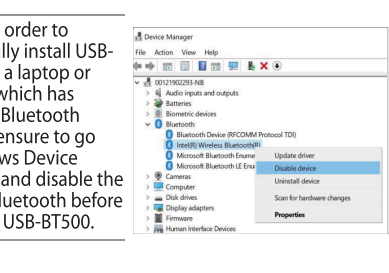 order to
lly install USB-
a laptop or
which has
Bluetooth
ensure to go
ws Device
and disable the
uetooth before
USB-BT500.
Device Manager
File Action View Help
00121902293-NB
Audio inputs and outputs
Batteries
Biometric devices
Bluetooth
Bluetooth Device (RFCOMM Protocol TDI)
Intel(R) Wireless Bluetooth(R)
Microsoft Bluetooth Enume
Microsoft Bluetooth LE Enu
Cameras
Computer
Disk drives
Display adapters
Firmware
Human Interface Devices
Update driver
Disable device
Uninstall device
Scan for hardware changes
Properties